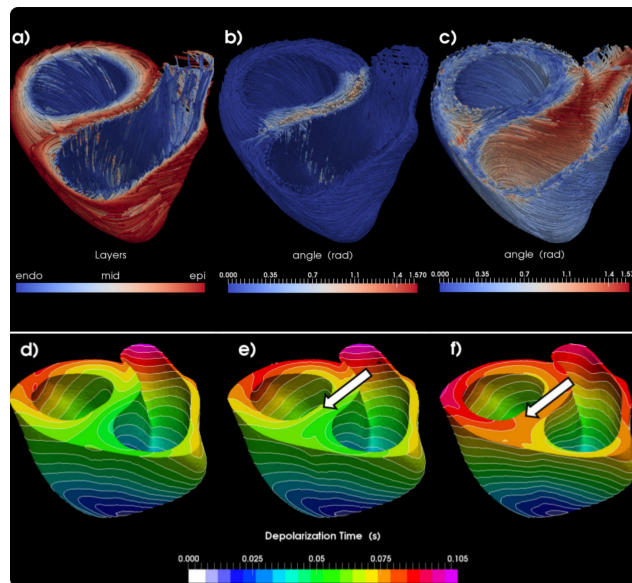 a) b) c)
Layers angle (rad) angle (rad)
endo mid epi 0.000 0.35 0.7 1.1 1.4 1.570 0.000 0.35 0.7 1.1 1.4 1.57
d) e) f)
Depolarization Time (s)
0.000 0.025 0.05 0.075 0.105